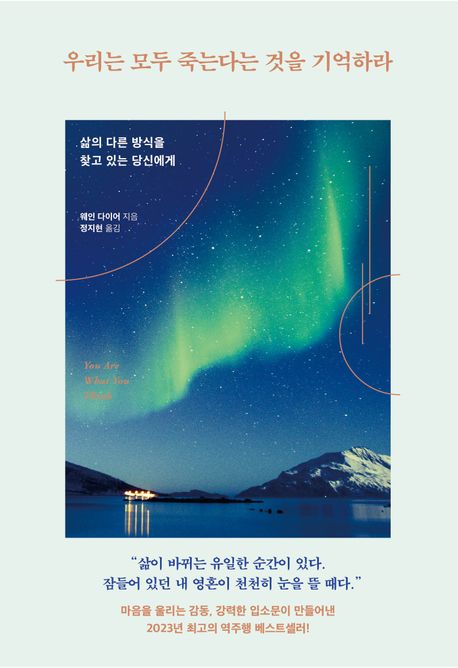 우리는 모두 죽는다는 것을 기억하라
삶의 다른 방식을
찾고 있는 당신에게
웨인 다이어 지음
정지현 옮김
You Are
What You
Think
“삶이 바뀌는 유일한 순간이 있다.
잠들어 있던 내 영혼이 천천히 눈을 뜰 때다.”
마음을 울리는 감동, 강력한 입소문이 만들어낸
2023년 최고의 역주행 베스트셀러!